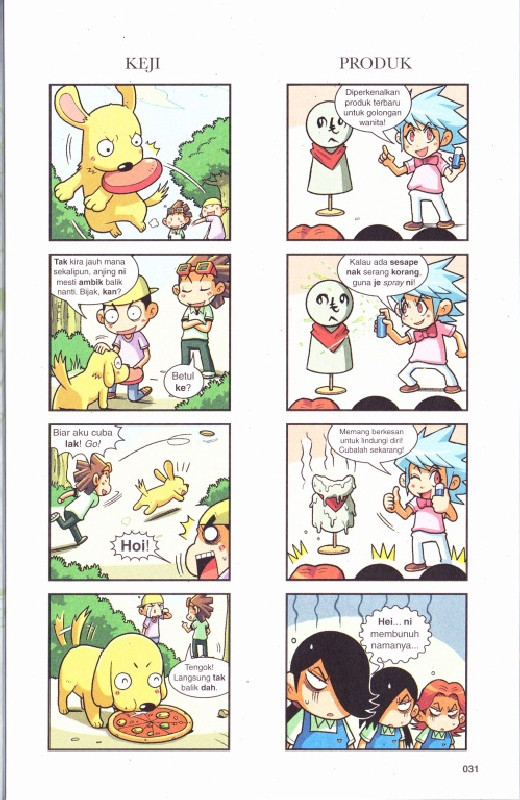 KEJI
Tak kira jauh mana
sekalipun, anjing ni
mesti ambik balik
nanti. Bijak, kan?
Betul
ke?
Biar aku cuba
laik! Go!
Hoi!
Tengok!
Langsung tak
balik dah.
PRODUK
Diperkenalkan
produk terbaru
untuk golongan
wanita!
Kalau ada sesape
nak serang korang,
guna je spray ni!
Memang berkesan
untuk lindungi diri!
Cubalah sekarang!
Hei... ni
membunuh
namanya...
031